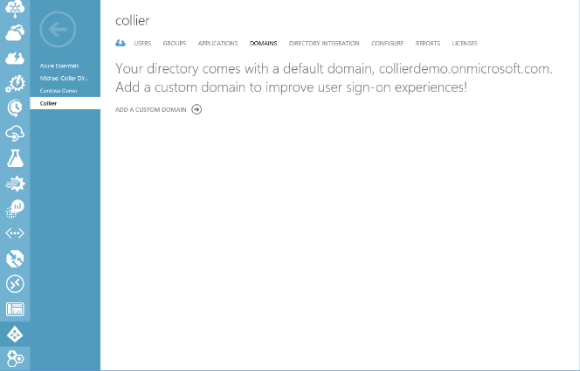 collier
USERS GROUPS APPLICATIONS DOMAINS DIRECTORY INTEGRATION CONFIGURE REPORTS LICENSES
Azure Essentials
Michael Collier Dir...
Contoso Demo
Collier
Your directory comes with a default domain, collierdemo.onmicrosoft.com.
Add a custom domain to improve user sign-on experiences!
ADD A CUSTOM DOMAIN